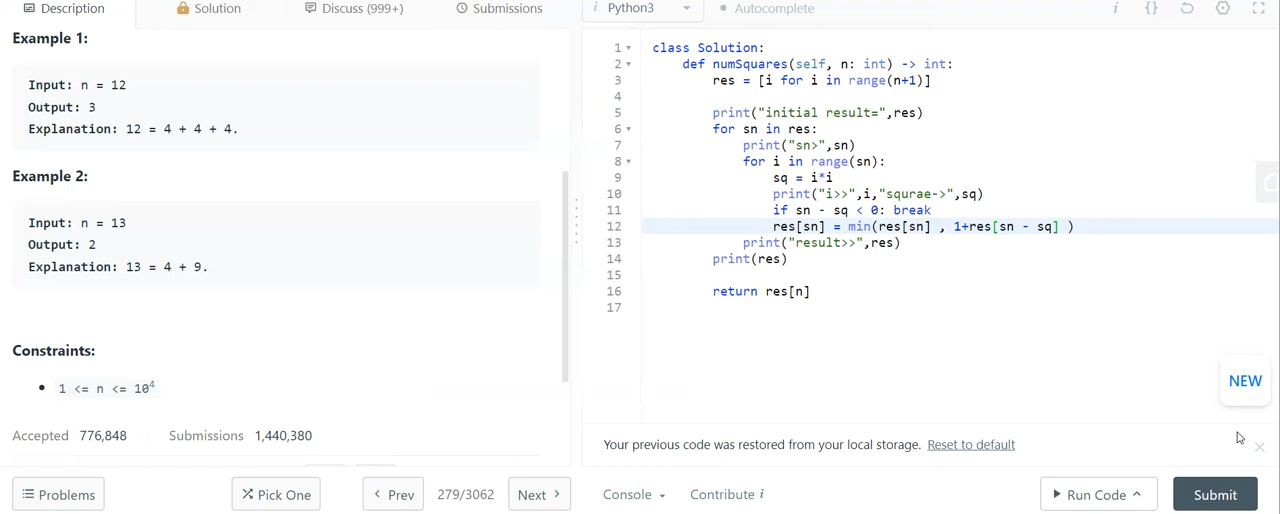 Description
Solution
Discuss (999+)
Submissions
i Python3
Autocomplete
i {}
Example 1:
Input: n = 12
Output: 3
Explanation: 12 = 4 + 4 + 4.
Example 2:
Input: n = 13
Output: 2
Explanation: 13 = 4 + 9.
Constraints:
1 <= n <= 10⁴
Accepted 776,848 Submissions 1,440,380
1 class Solution:
2 def numSquares(self, n: int) -> int:
3 res = [i for i in range(n+1)]
4
5 print("initial result=",res)
6 for sn in res:
7 print("sn>",sn)
8 for i in range(sn):
9 sq = i*i
10 print("i>>",i,"squrae->",sq)
11 if sn - sq < 0: break
12 res[sn] = min(res[sn] , 1+res[sn - sq] )
13 print("result>>",res)
14 print(res)
15
16 return res[n]
17
NEW
Your previous code was restored from your local storage. Reset to default
Problems
Pick One
< Prev
279/3062
Next >
Console
Contribute i
Run Code
Submit